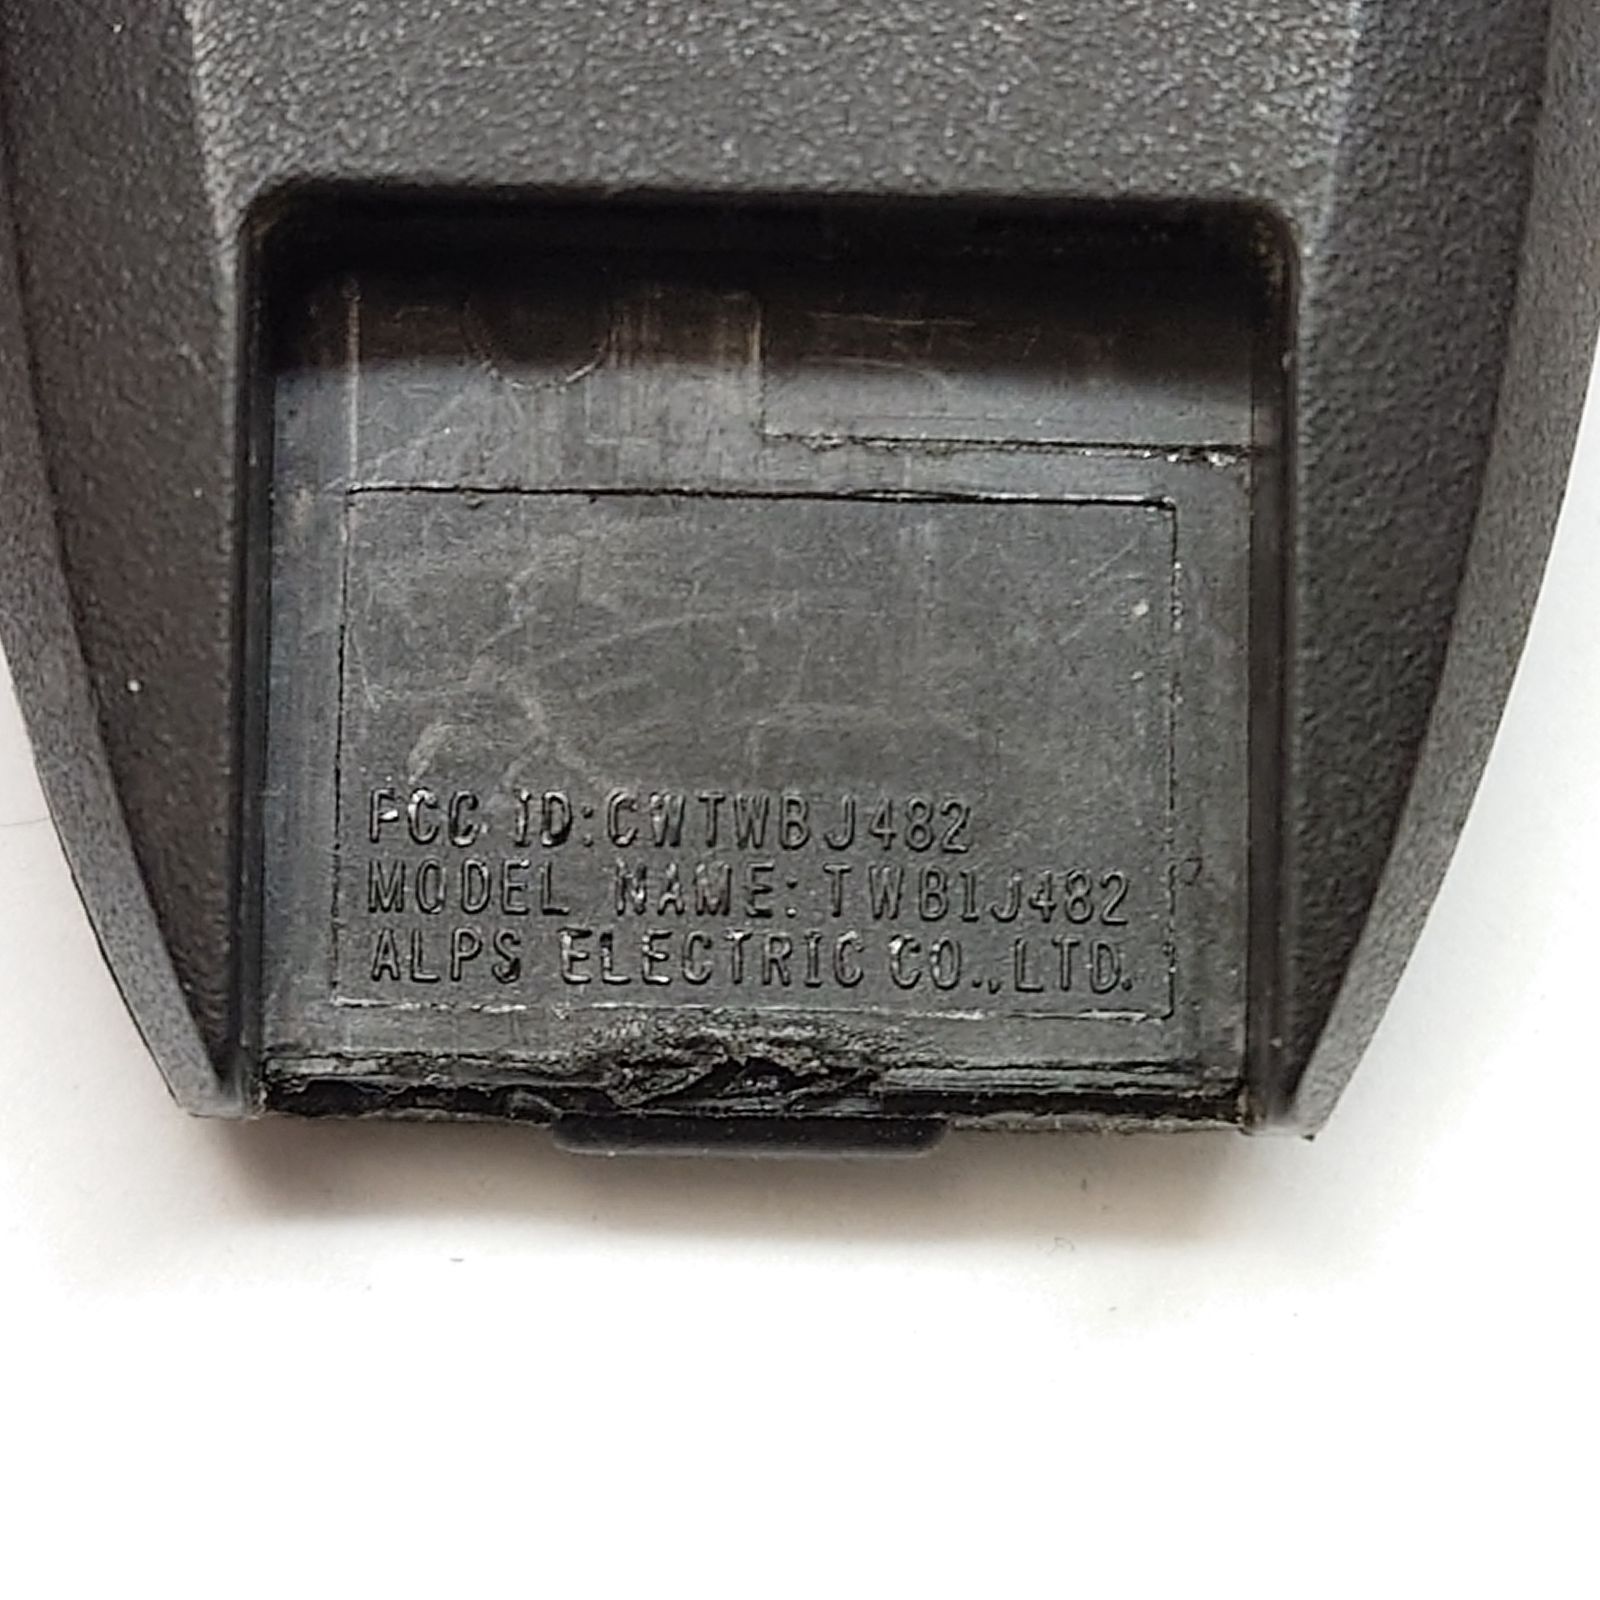 FCC ID:CWTWBJ482
MODEL NAME: TWB1J482
ALPS ELECTRIC CO.,LTD.